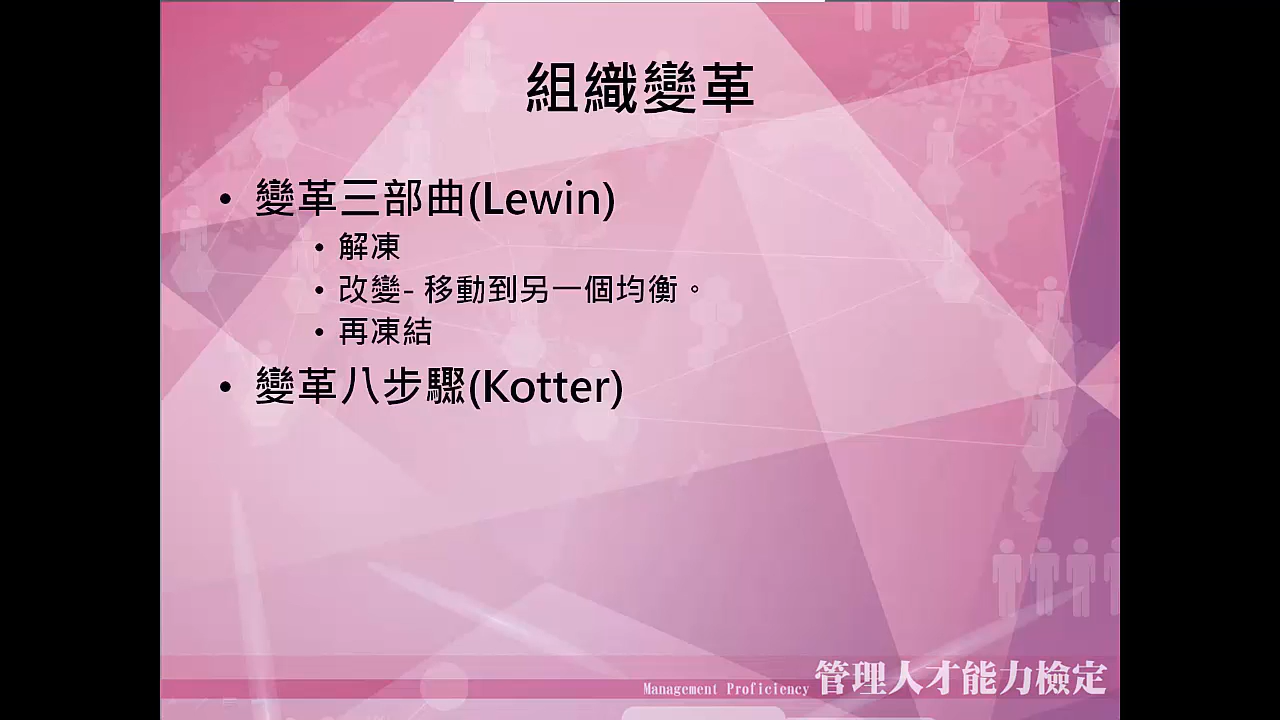 組織變革
• 變革三部曲(Lewin)
• 解凍
• 改變- 移動到另一個均衡。
• 再凍結
• 變革八步驟(Kotter)
Management Proficiency 管理人才能力檢定